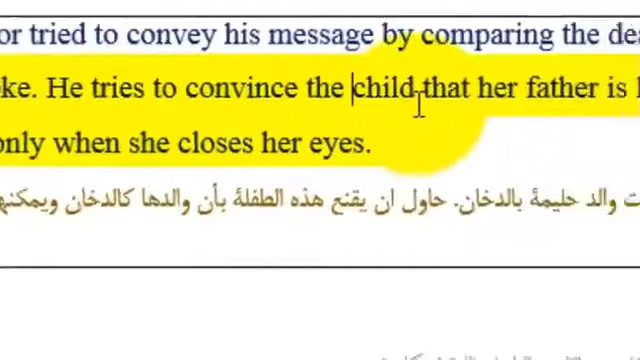 or tried to convey his message by comparing the
ke. He tries to convince the child that her father is
only when she closes her eyes.
والد حليمة بالدخان. حاول ان يقنع هذه الطفلة بأن والدها كالدخان ويمكنه